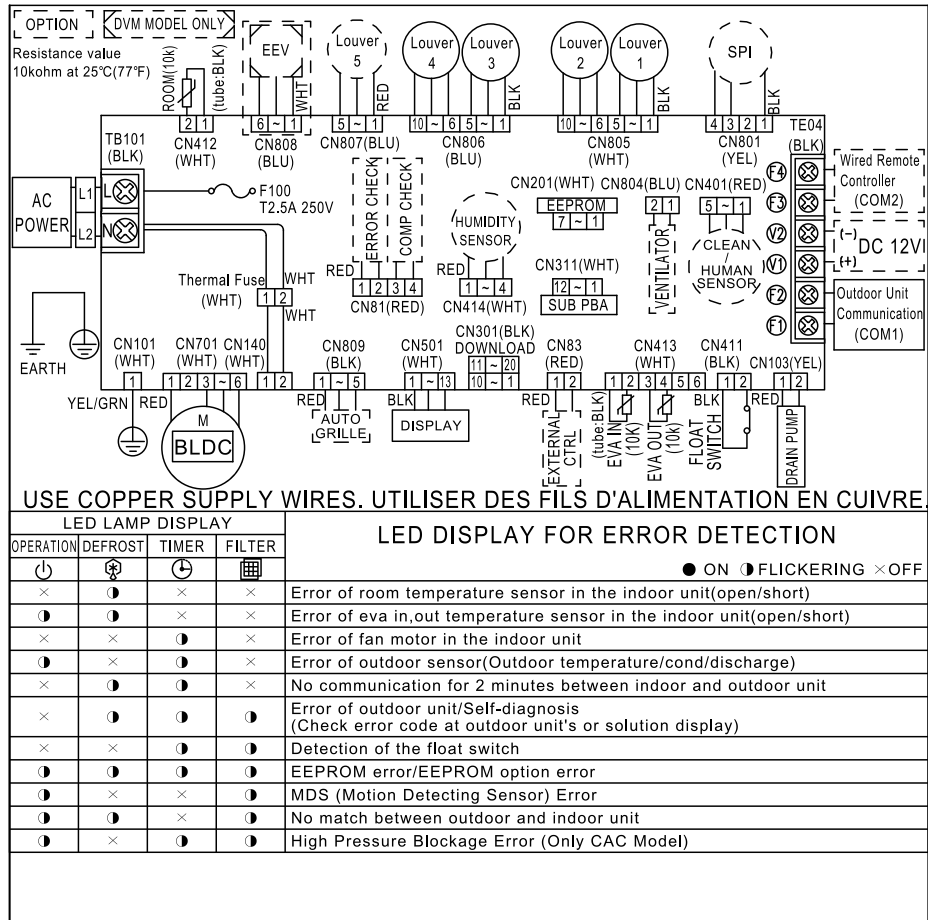 OPTION DVM MODEL ONLY
Resistance value
10kohm at 25°C(77°F)
ROOM(10k)
(tube:BLK)
EEV
WHT
Louver
5
RED
Louver
4
Louver
3
BLK
Louver
2
Louver
1
BLK
SPI
BLK
2 1
6 ~ 1
5 ~ 1
10 ~ 6 5 ~ 1
10 ~ 6 5 ~ 1
4 3 2 1
TB101
(BLK)
CN412
(WHT)
CN808
(BLU)
CN807(BLU)
CN806
(BLU)
CN805
(WHT)
CN801
(YEL)
TE04
(BLK)
AC
POWER
L1
L2
L
N
F100
T2.5A 250V
ERROR CHECK
COMP CHECK
RED
1 2 3 4
CN81(RED)
HUMIDITY
SENSOR
RED
1 ~ 4
CN414(WHT)
CN201(WHT)
EEPROM
7 ~ 1
CN311(WHT)
12 ~ 1
SUB PBA
CN804(BLU)
2 1
VENTILATOR
CN401(RED)
5 ~ 1
CLEAN
/
HUMAN
SENSOR
F4
F3
V2
V1
F2
F1
Wired Remote
Controller
(COM2)
(-)
DC 12V
(+)
Outdoor Unit
Communication
(COM1)
Thermal Fuse
(WHT)
1 2
WHT
WHT
EARTH
CN101
(WHT)
CN701
(WHT)
CN140
(WHT)
CN809
(BLK)
CN501
(WHT)
CN301(BLK)
DOWNLOAD
11 ~ 20
10 ~ 1
CN83
(RED)
CN413
(WHT)
CN411
(BLK)
CN103(YEL)
1
1 2 3 ~ 6
1 2
1 ~ 5
1 ~ 13
1 2
1 2 3 4 5 6
1 2
1 2
YEL/GRN
RED
M
BLDC
RED
AUTO
GRILLE
BLK
DISPLAY
RED
EXTERNAL
CTRL
(tube:BLK)
EVA IN
(10K)
EVA OUT
(10k)
BLK
FLOAT
SWITCH
RED
DRAIN PUMP
USE COPPER SUPPLY WIRES. UTILISER DES FILS D'ALIMENTATION EN CUIVRE.
LED LAMP DISPLAY
LED DISPLAY FOR ERROR DETECTION
OPERATION DEFROST TIMER FILTER
● ON ◑ FLICKERING ×OFF
× ◑ × × Error of room temperature sensor in the indoor unit(open/short)
◑ ◑ × × Error of eva in,out temperature sensor in the indoor unit(open/short)
× × ◑ × Error of fan motor in the indoor unit
◑ × ◑ × Error of outdoor sensor(Outdoor temperature/cond/discharge)
× ◑ ◑ × No communication for 2 minutes between indoor and outdoor unit
× ◑ ◑ ◑ Error of outdoor unit/Self-diagnosis
(Check error code at outdoor unit's or solution display)
× × ◑ ◑ Detection of the float switch
◑ ◑ ◑ ◑ EEPROM error/EEPROM option error
◑ × × ◑ MDS (Motion Detecting Sensor) Error
◑ ◑ × ◑ No match between outdoor and indoor unit
◑ × ◑ ◑ High Pressure Blockage Error (Only CAC Model)